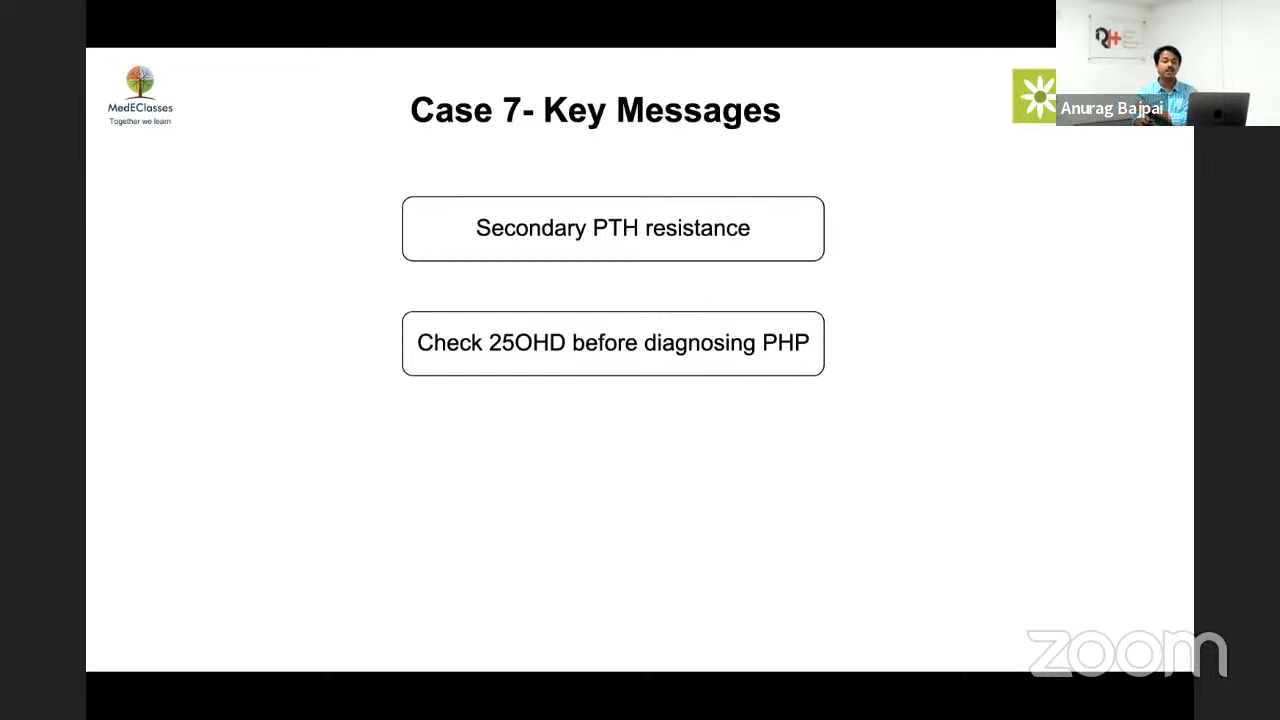 MedEClasses
Together we learn
Case 7- Key Messages
Anurag Bajpai
Secondary PTH resistance
Check 25OHD before diagnosing PHP
zoom